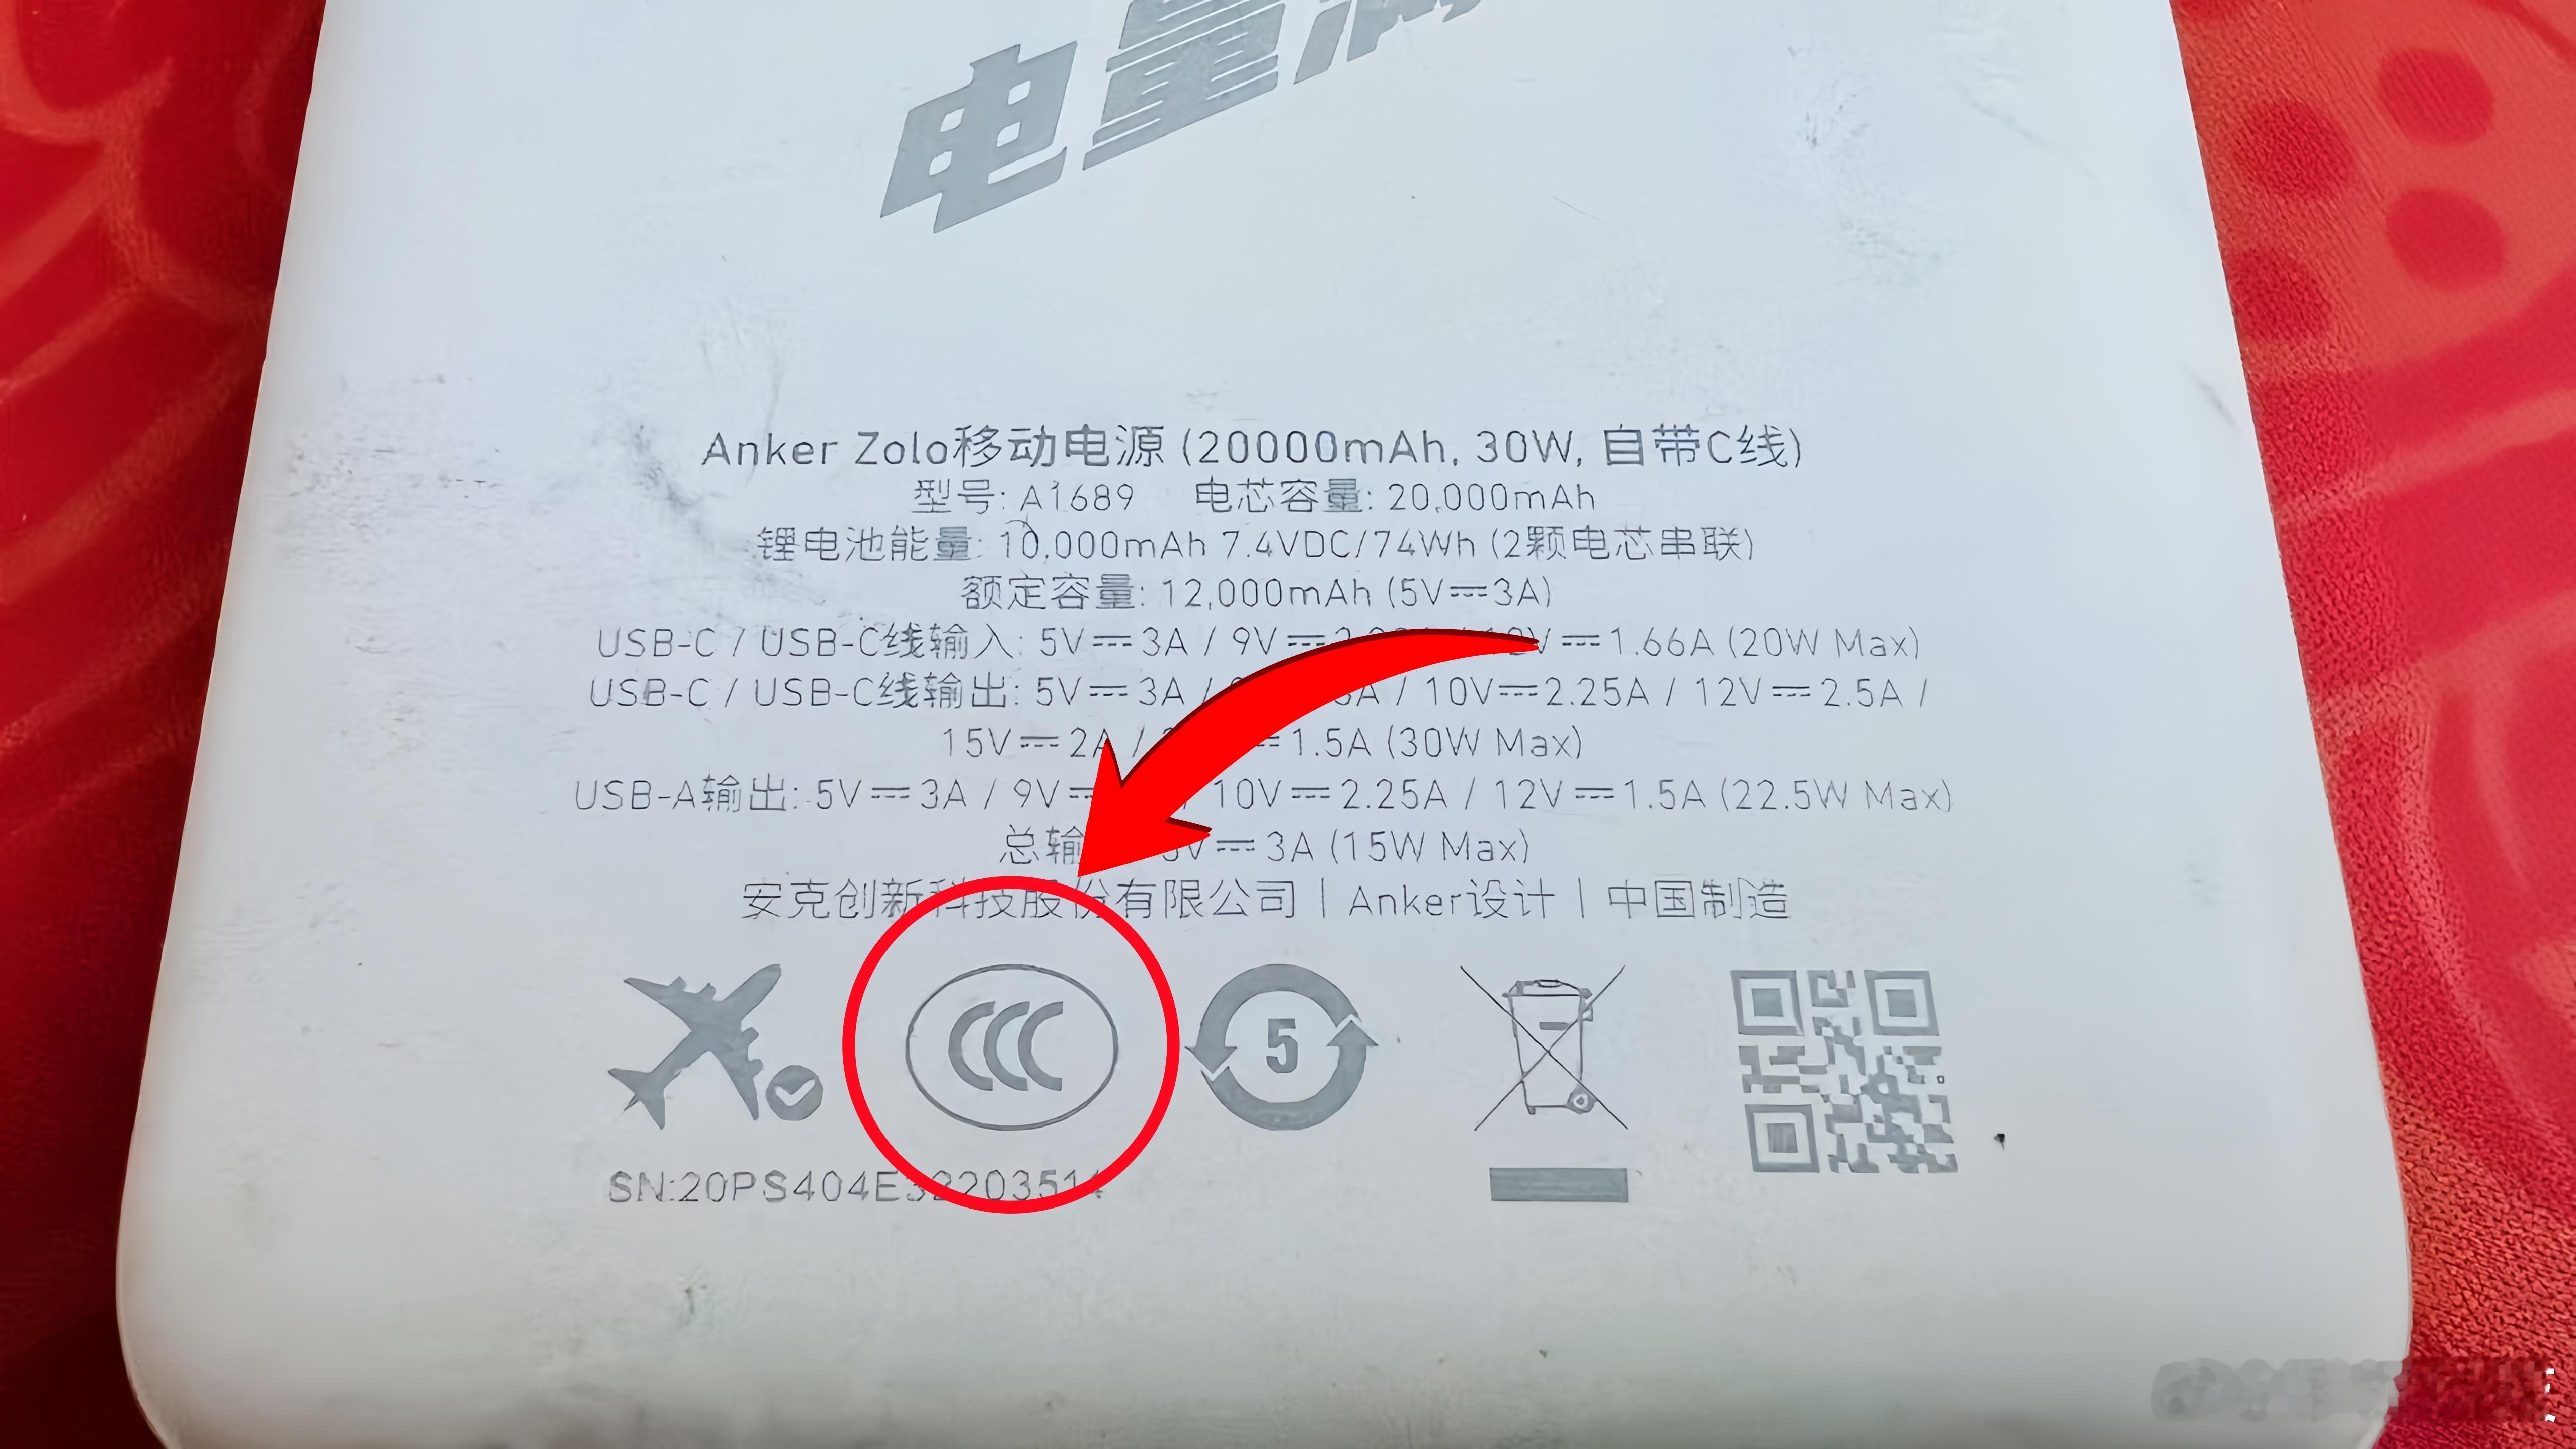 电量
Anker Zolo移动电源 (20000mAh, 30W, 自带C线)
型号: A1689 电芯容量: 20,000mAh
锂电池能量: 10,000mAh 7.4VDC/74Wh (2颗电芯串联)
额定容量: 12,000mAh (5V⎓3A)
USB-C / USB-C线输入: 5V⎓3A / 9V⎓ / 12V⎓1.66A (20W Max)
USB-C / USB-C线输出: 5V⎓3A / / 10V⎓2.25A / 12V⎓2.5A /
15V⎓2A / ⎓1.5A (30W Max)
USB-A输出: 5V⎓3A / 9V⎓ / 10V⎓2.25A / 12V⎓1.5A (22.5W Max)
总输 5V⎓3A (15W Max)
安克创新科技股份有限公司 | Anker设计 | 中国制造
CCC
5
SN:20PS404E32203514